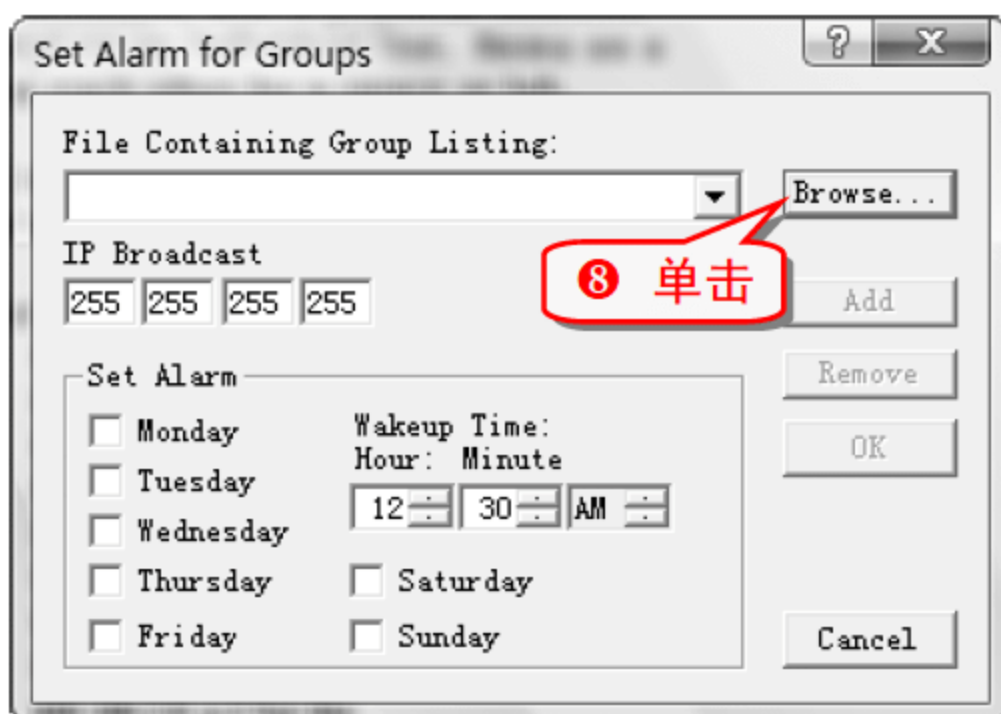 Set Alarm for Groups
File Containing Group Listing:
Browse...
IP Broadcast
255 255 255 255
❽ 单击
Add
Set Alarm
Remove
Monday
Wakeup Time:
Hour: Minute
OK
Tuesday
12 30 AM
Wednesday
Thursday
Saturday
Friday
Sunday
Cancel